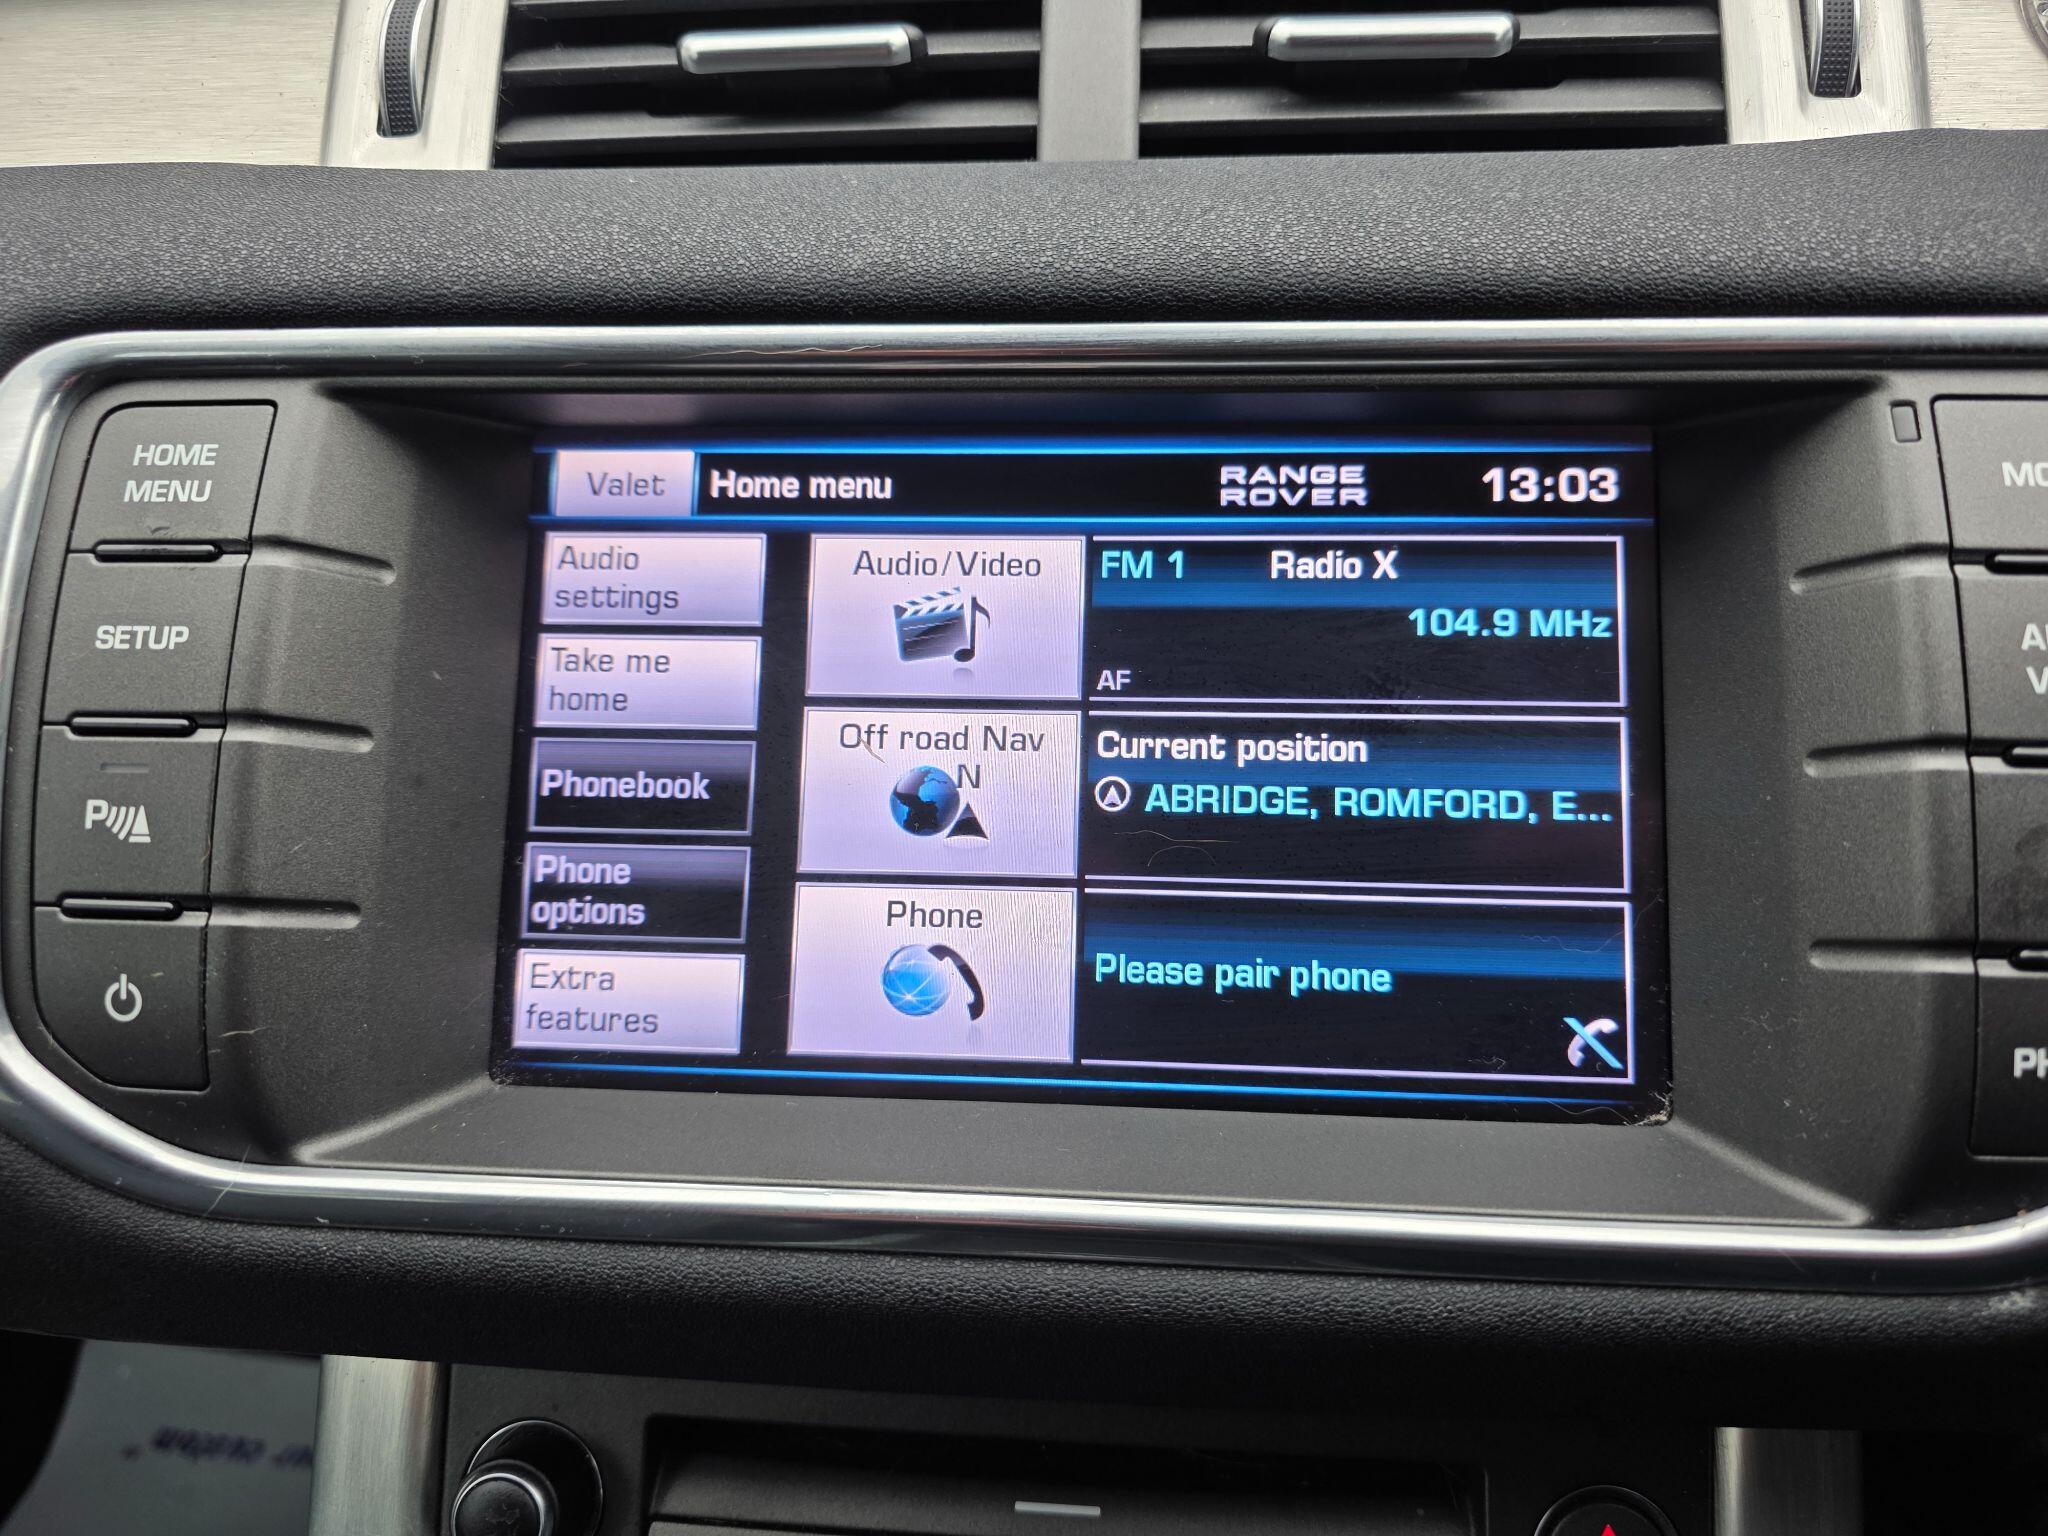 HOME
MENU
SETUP
P
Valet
Home menu
RANGE
ROVER
13:03
Audio
settings
Take me
home
Phonebook
Phone
options
Extra
features
Audio/Video
FM 1
Radio X
104.9 MHz
AF
Off road Nav
N
Current position
ABRIDGE, ROMFORD, E...
Phone
Please pair phone